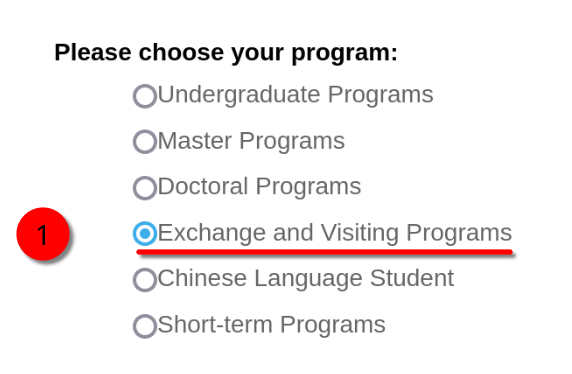 Please choose your program:
Undergraduate Programs
Master Programs
Doctoral Programs
1
Exchange and Visiting Programs
Chinese Language Student
Short-term Programs